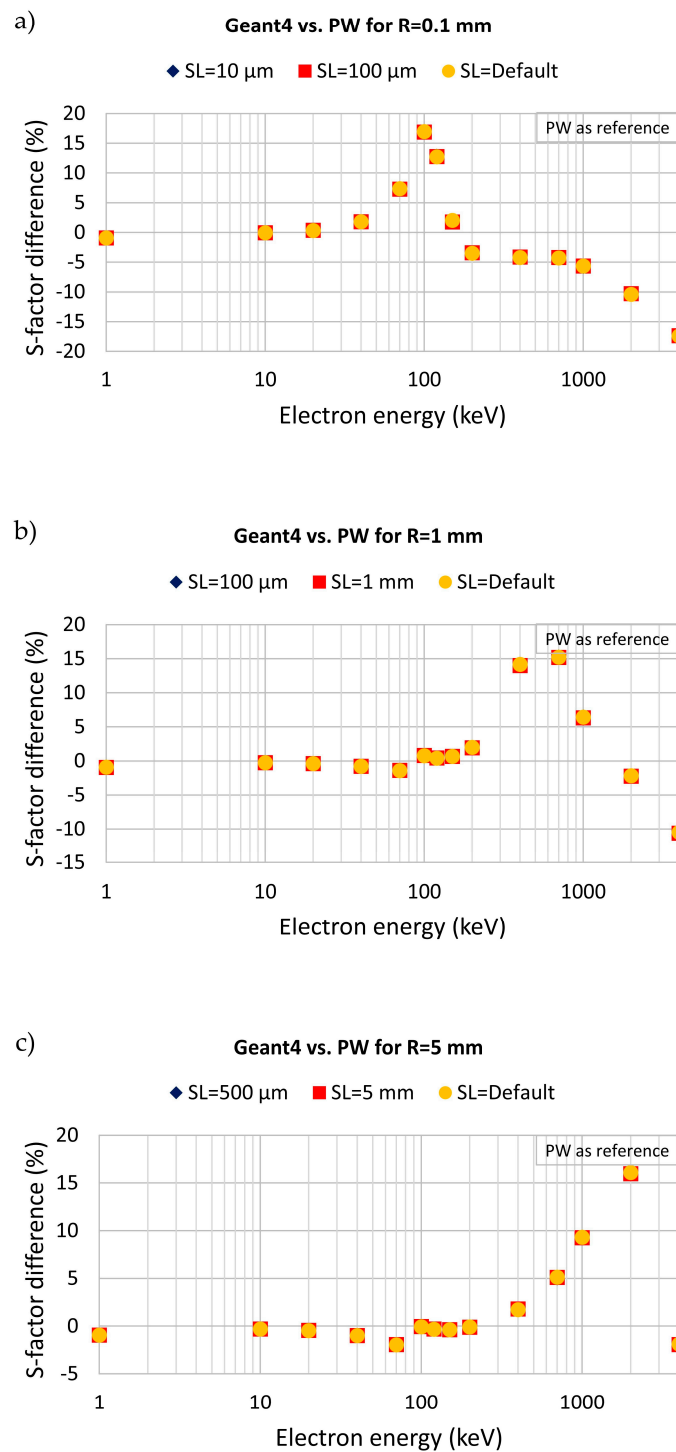 a)
Geant4 vs. PW for R=0.1 mm
SL=10 μm SL=100 μm SL=Default
PW as reference
S-factor difference (%)
20
15
10
5
0
-5
-10
-15
-20
1 10 100 1000
Electron energy (keV)
b)
Geant4 vs. PW for R=1 mm
SL=100 μm SL=1 mm SL=Default
PW as reference
S-factor difference (%)
20
15
10
5
0
-5
-10
-15
1 10 100 1000
Electron energy (keV)
c)
Geant4 vs. PW for R=5 mm
SL=500 μm SL=5 mm SL=Default
PW as reference
S-factor difference (%)
20
15
10
5
0
-5
1 10 100 1000
Electron energy (keV)